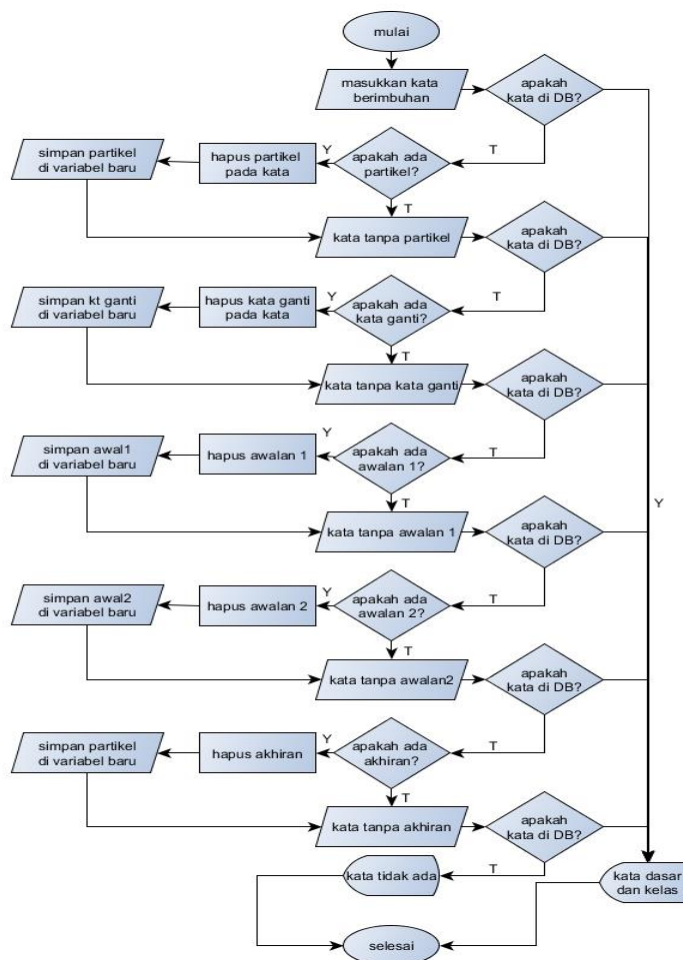 mulai
masukkan kata
berimbuhan
apakah
kata di DB?
T
simpan partikel
di variabel baru
hapus partikel
pada kata
Y
apakah ada
partikel?
T
kata tanpa partikel
apakah
kata di DB?
T
simpan kt ganti
di variabel baru
hapus kata ganti
pada kata
Y
apakah ada
kata ganti?
T
kata tanpa kata ganti
apakah
kata di DB?
T
simpan awal1
di variabel baru
hapus awalan 1
Y
apakah ada
awalan 1?
T
kata tanpa awalan 1
apakah
kata di DB?
Y
T
simpan awal2
di variabel baru
hapus awalan 2
Y
apakah ada
awalan 2?
T
kata tanpa awalan2
apakah
kata di DB?
T
simpan partikel
di variabel baru
hapus akhiran
Y
apakah ada
akhiran?
T
kata tanpa akhiran
apakah
kata di DB?
T
kata tidak ada
kata dasar
dan kelas
selesai